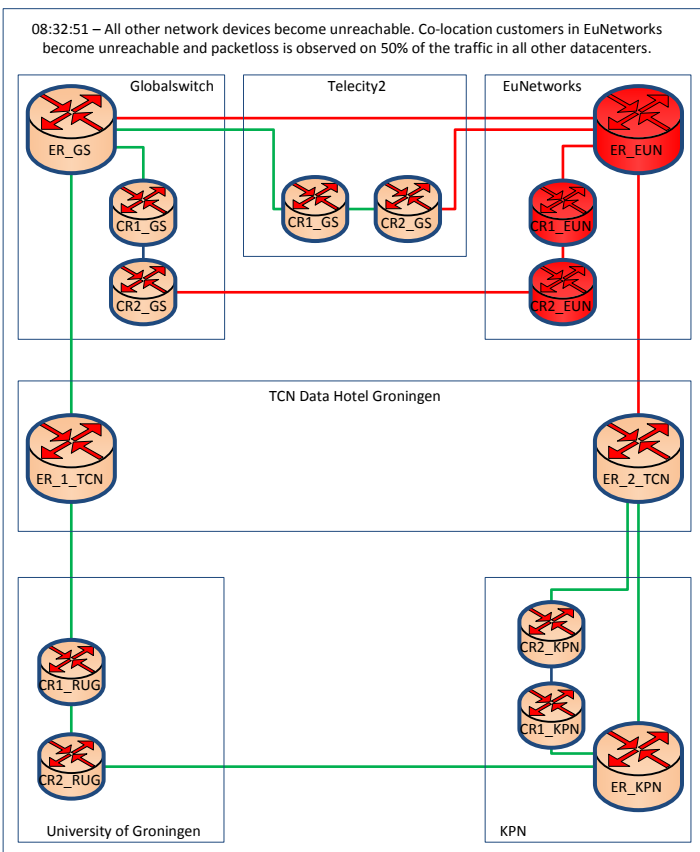 08:32:51 – All other network devices become unreachable. Co-location customers in EuNetworks
become unreachable and packetloss is observed on 50% of the traffic in all other datacenters.
Globalswitch
Telecity2
EuNetworks
ER_GS
ER_EUN
CR1_GS
CR1_GS
CR2_GS
CR1_EUN
CR2_GS
CR2_EUN
TCN Data Hotel Groningen
ER_1_TCN
ER_2_TCN
CR2_KPN
CR1_RUG
CR1_KPN
CR2_RUG
ER_KPN
University of Groningen
KPN